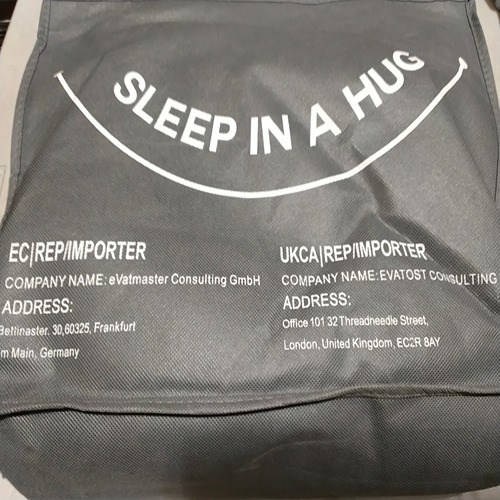 SLEEP IN A HUG
EC|REP/IMPORTER
COMPANY NAME: eVatmaster Consulting GmbH
ADDRESS:
Bettinastr. 30,60325, Frankfurt
m Main, Germany
UKCA|REP/IMPORTER
COMPANY NAME: EVATOST CONSULTING
ADDRESS:
Office 101 32 Threadneedle Street,
London, United Kingdom, EC2R 8AY